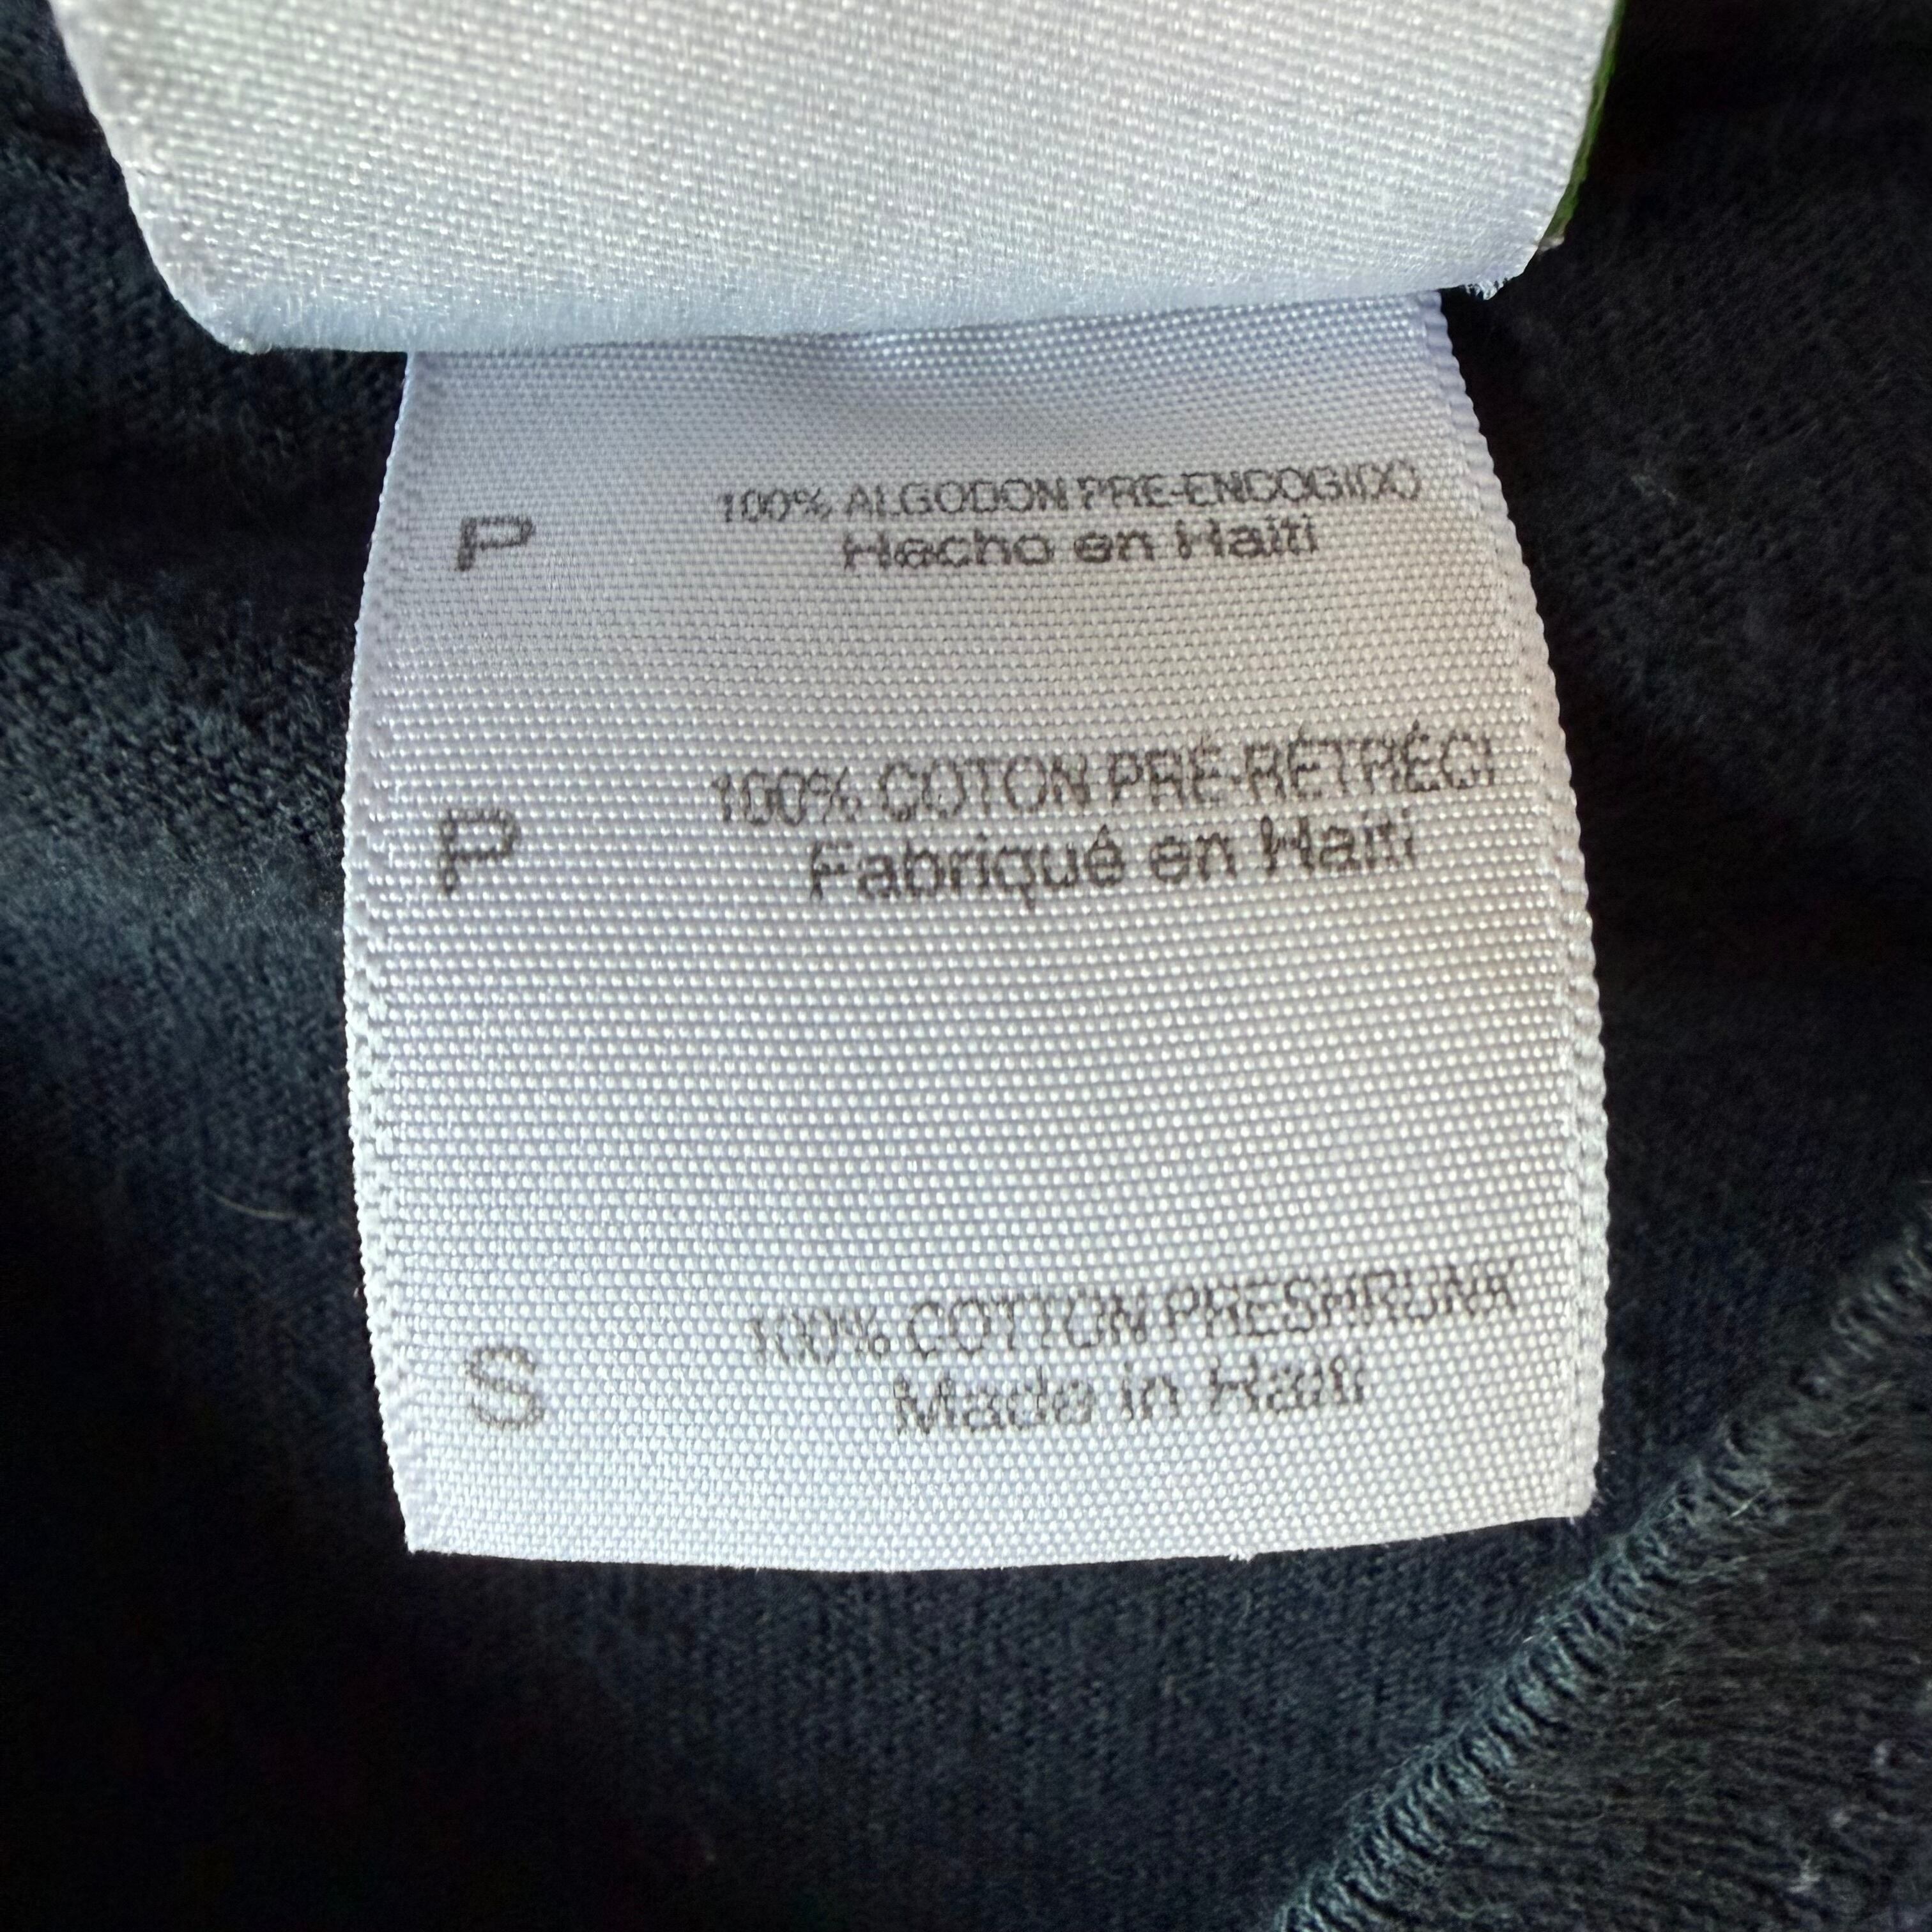 P 100% ALGODON PRE-ENCOGIDO
Hecho en Haiti
P 100% COTON PRÉ-RÉTRÉCI
Fabriqué en Haiti
S 100% COTTON PRESHRUNK
Made in Haiti